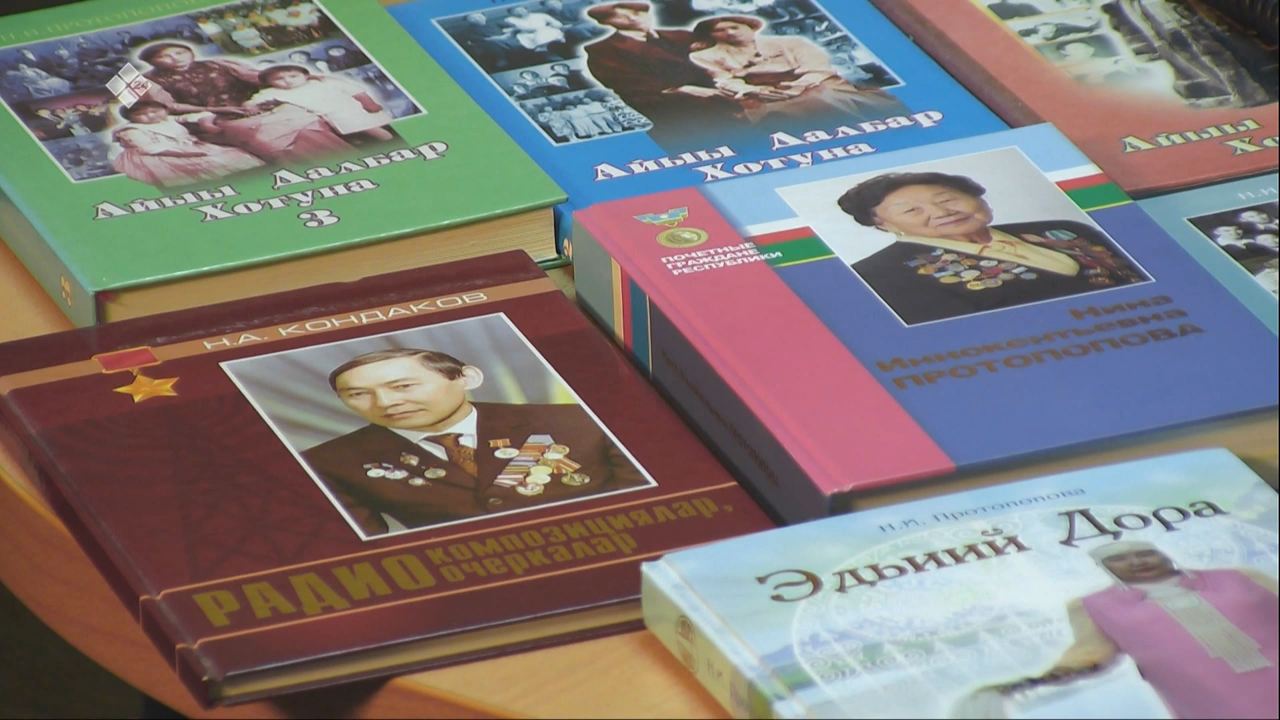 Айыы Далбар
Хотуна
3
Айыы Далбар
Хотуна
Айыы
ПОЧЕТНЫЕ
ГРАЖДАНЕ
РЕСПУБЛИКИ
Нина
Иннокентьевна
ПРОТОПОПОВА
Н.Д. КОНДАКОВ
РАДИО КОМПОЗИЦИЯЛАР,
ОЧЕРКАЛАР
Н.И. Протопопова
Эдьиий Дора